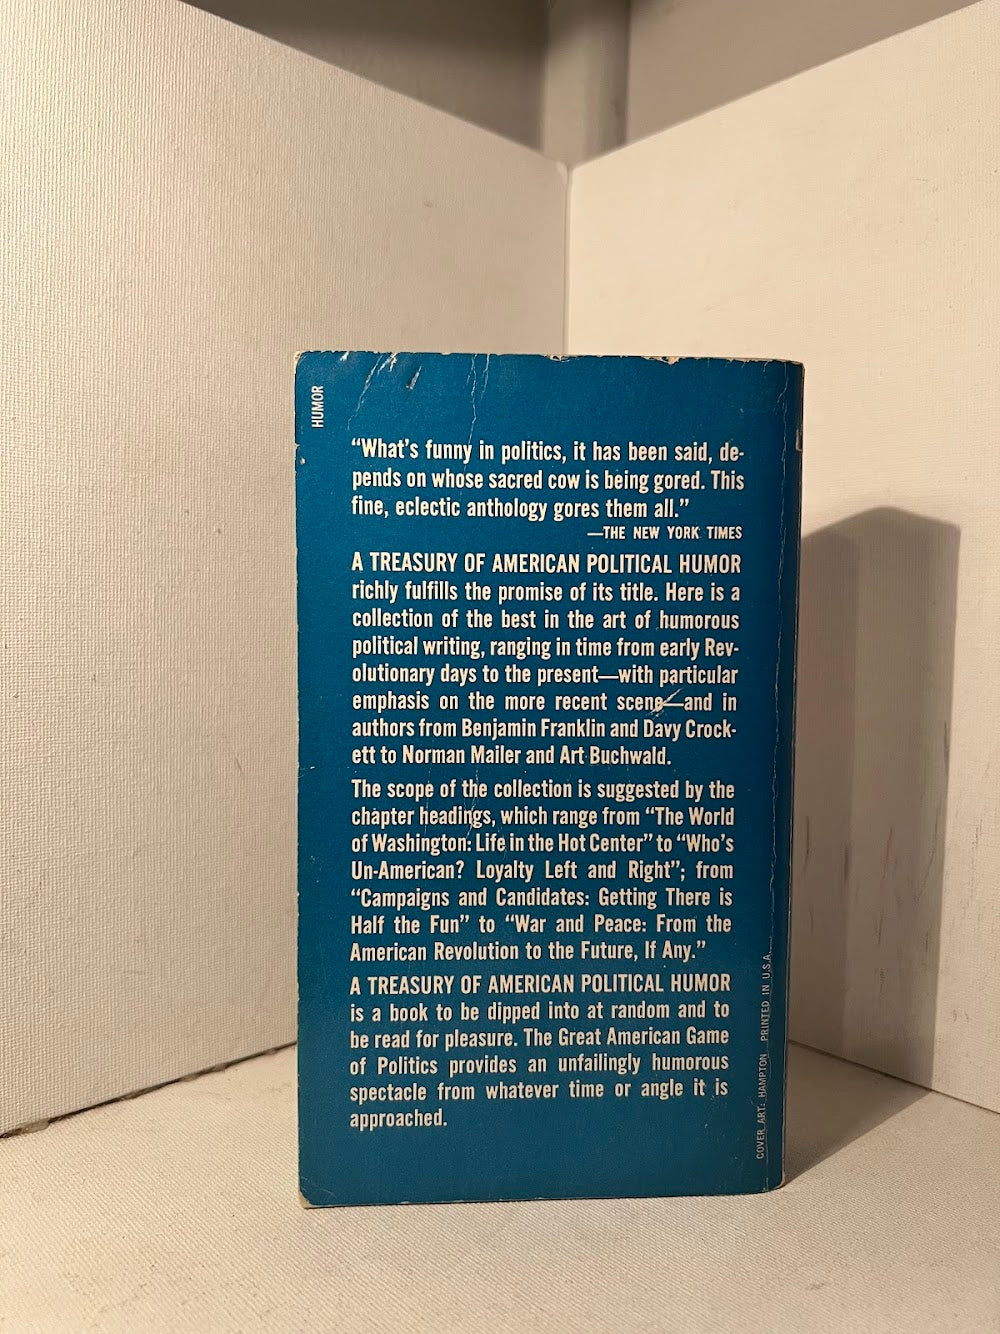 HUMOR
“What’s funny in politics, it has been said, de-
pends on whose sacred cow is being gored. This
fine, eclectic anthology gores them all.”
—THE NEW YORK TIMES
A TREASURY OF AMERICAN POLITICAL HUMOR
richly fulfills the promise of its title. Here is a
collection of the best in the art of humorous
political writing, ranging in time from early Rev-
olutionary days to the present—with particular
emphasis on the more recent scene—and in
authors from Benjamin Franklin and Davy Crock-
ett to Norman Mailer and Art Buchwald.
The scope of the collection is suggested by the
chapter headings, which range from “The World
of Washington: Life in the Hot Center” to “Who’s
Un-American? Loyalty Left and Right”; from
“Campaigns and Candidates: Getting There is
Half the Fun” to “War and Peace: From the
American Revolution to the Future, If Any.”
A TREASURY OF AMERICAN POLITICAL HUMOR
is a book to be dipped into at random and to
be read for pleasure. The Great American Game
of Politics provides an unfailingly humorous
spectacle from whatever time or angle it is
approached.
COVER ART: HAMPTON PRINTED IN U.S.A.